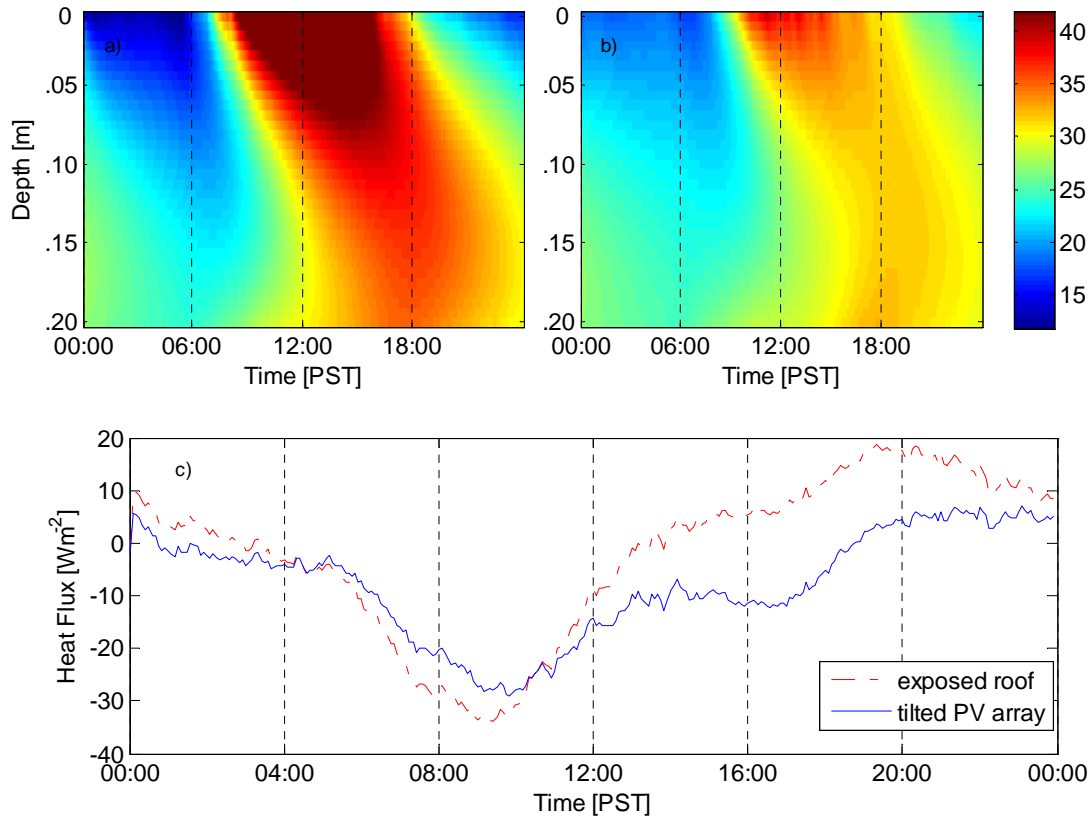 0
a)
.05
.10
.15
.20
Depth [m]
00:00 06:00 12:00 18:00
Time [PST]
0
b)
.05
.10
.15
.20
00:00 06:00 12:00 18:00
Time [PST]
40
35
30
25
20
15
20
10
0
-10
-20
-30
-40
Heat Flux [Wm-2]
c)
exposed roof
tilted PV array
00:00 04:00 08:00 12:00 16:00 20:00 00:00
Time [PST]